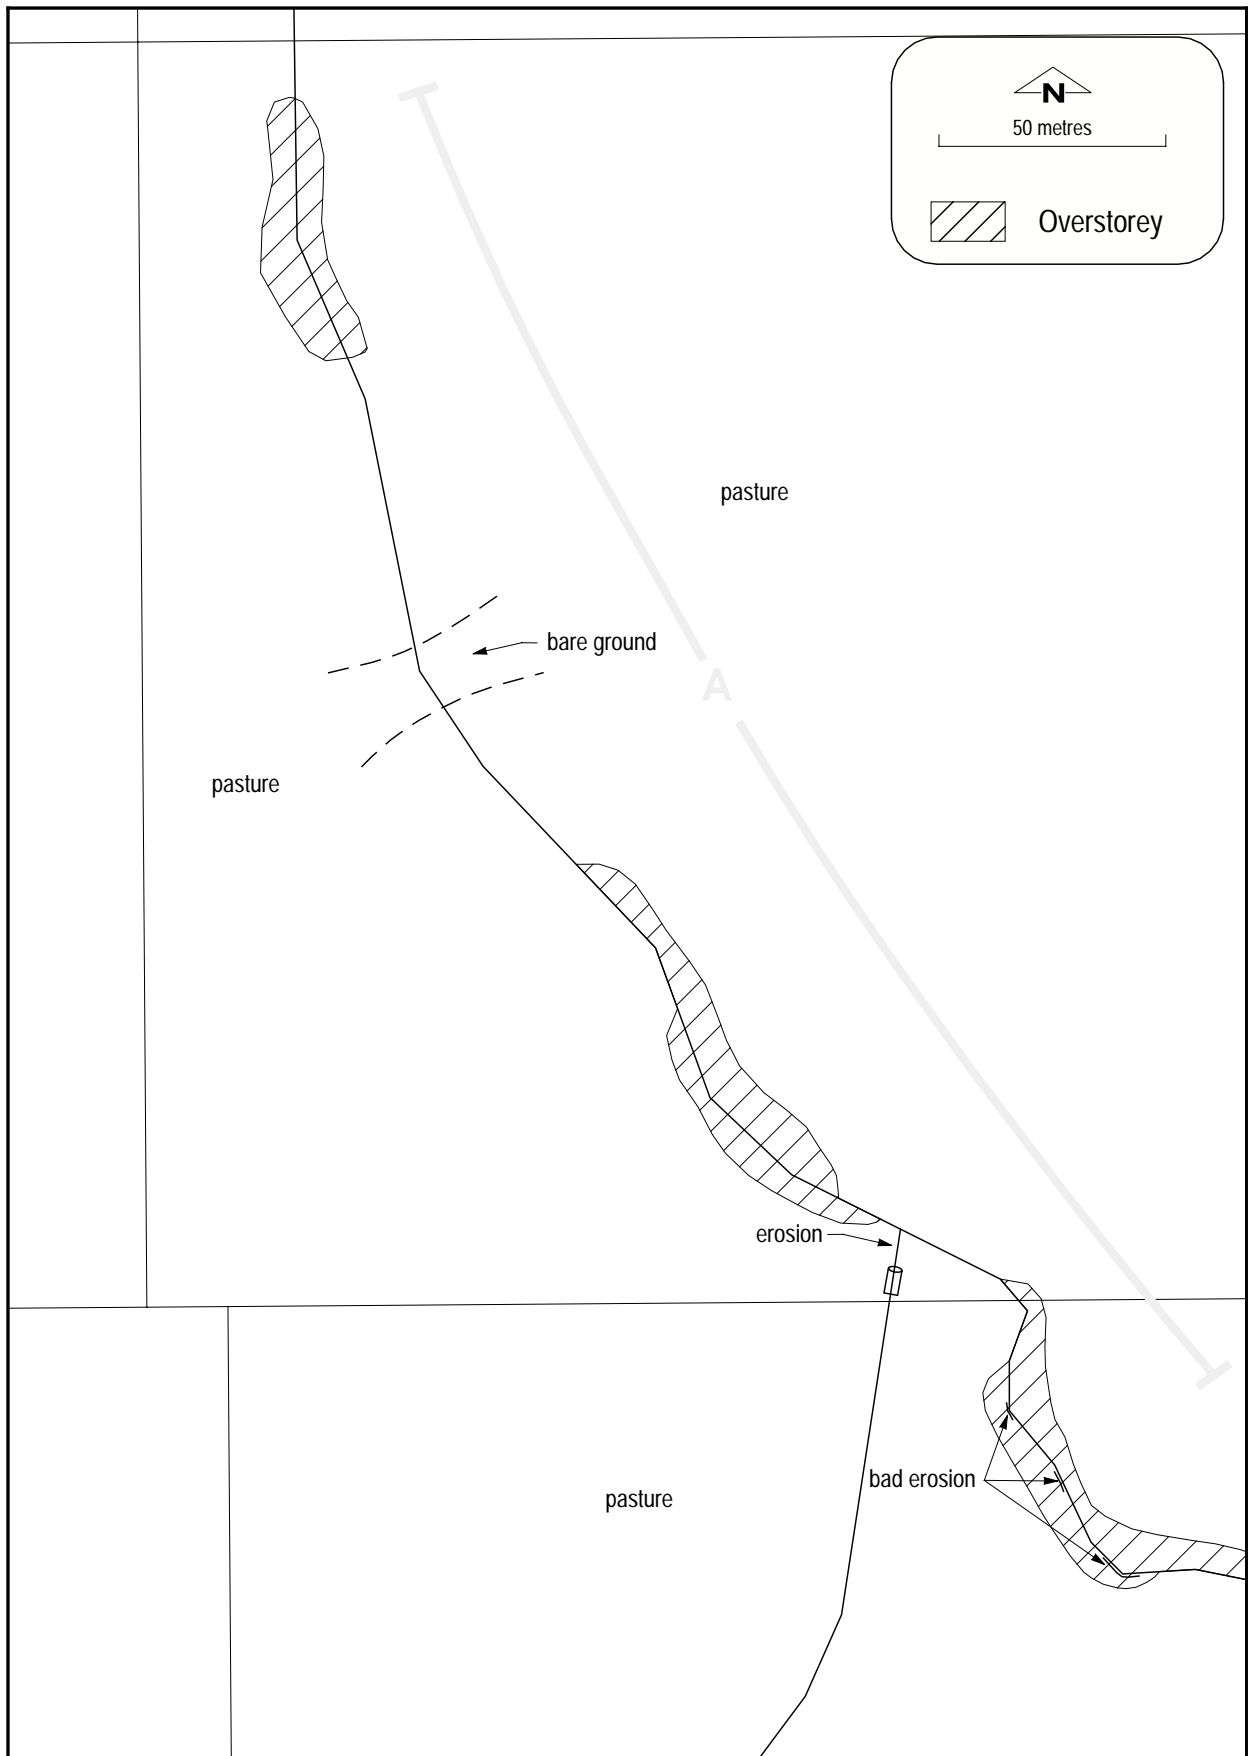 N
50 metres
Overstorey
pasture
bare ground
A
pasture
erosion
bad erosion
pasture